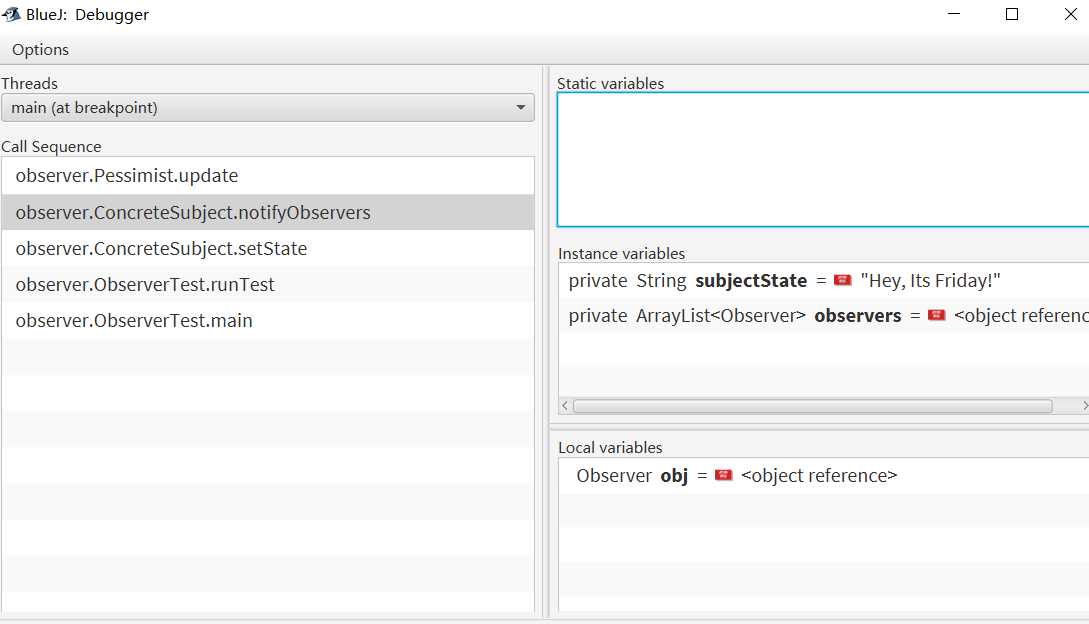 BlueJ: Debugger
Options
Threads
main (at breakpoint)
Call Sequence
observer.Pessimist.update
observer.ConcreteSubject.notifyObservers
observer.ConcreteSubject.setState
observer.ObserverTest.runTest
observer.ObserverTest.main
Static variables
Instance variables
private String subjectState = "Hey, Its Friday!"
private ArrayList<Observer> observers = <object referenc
Local variables
Observer obj = <object reference>